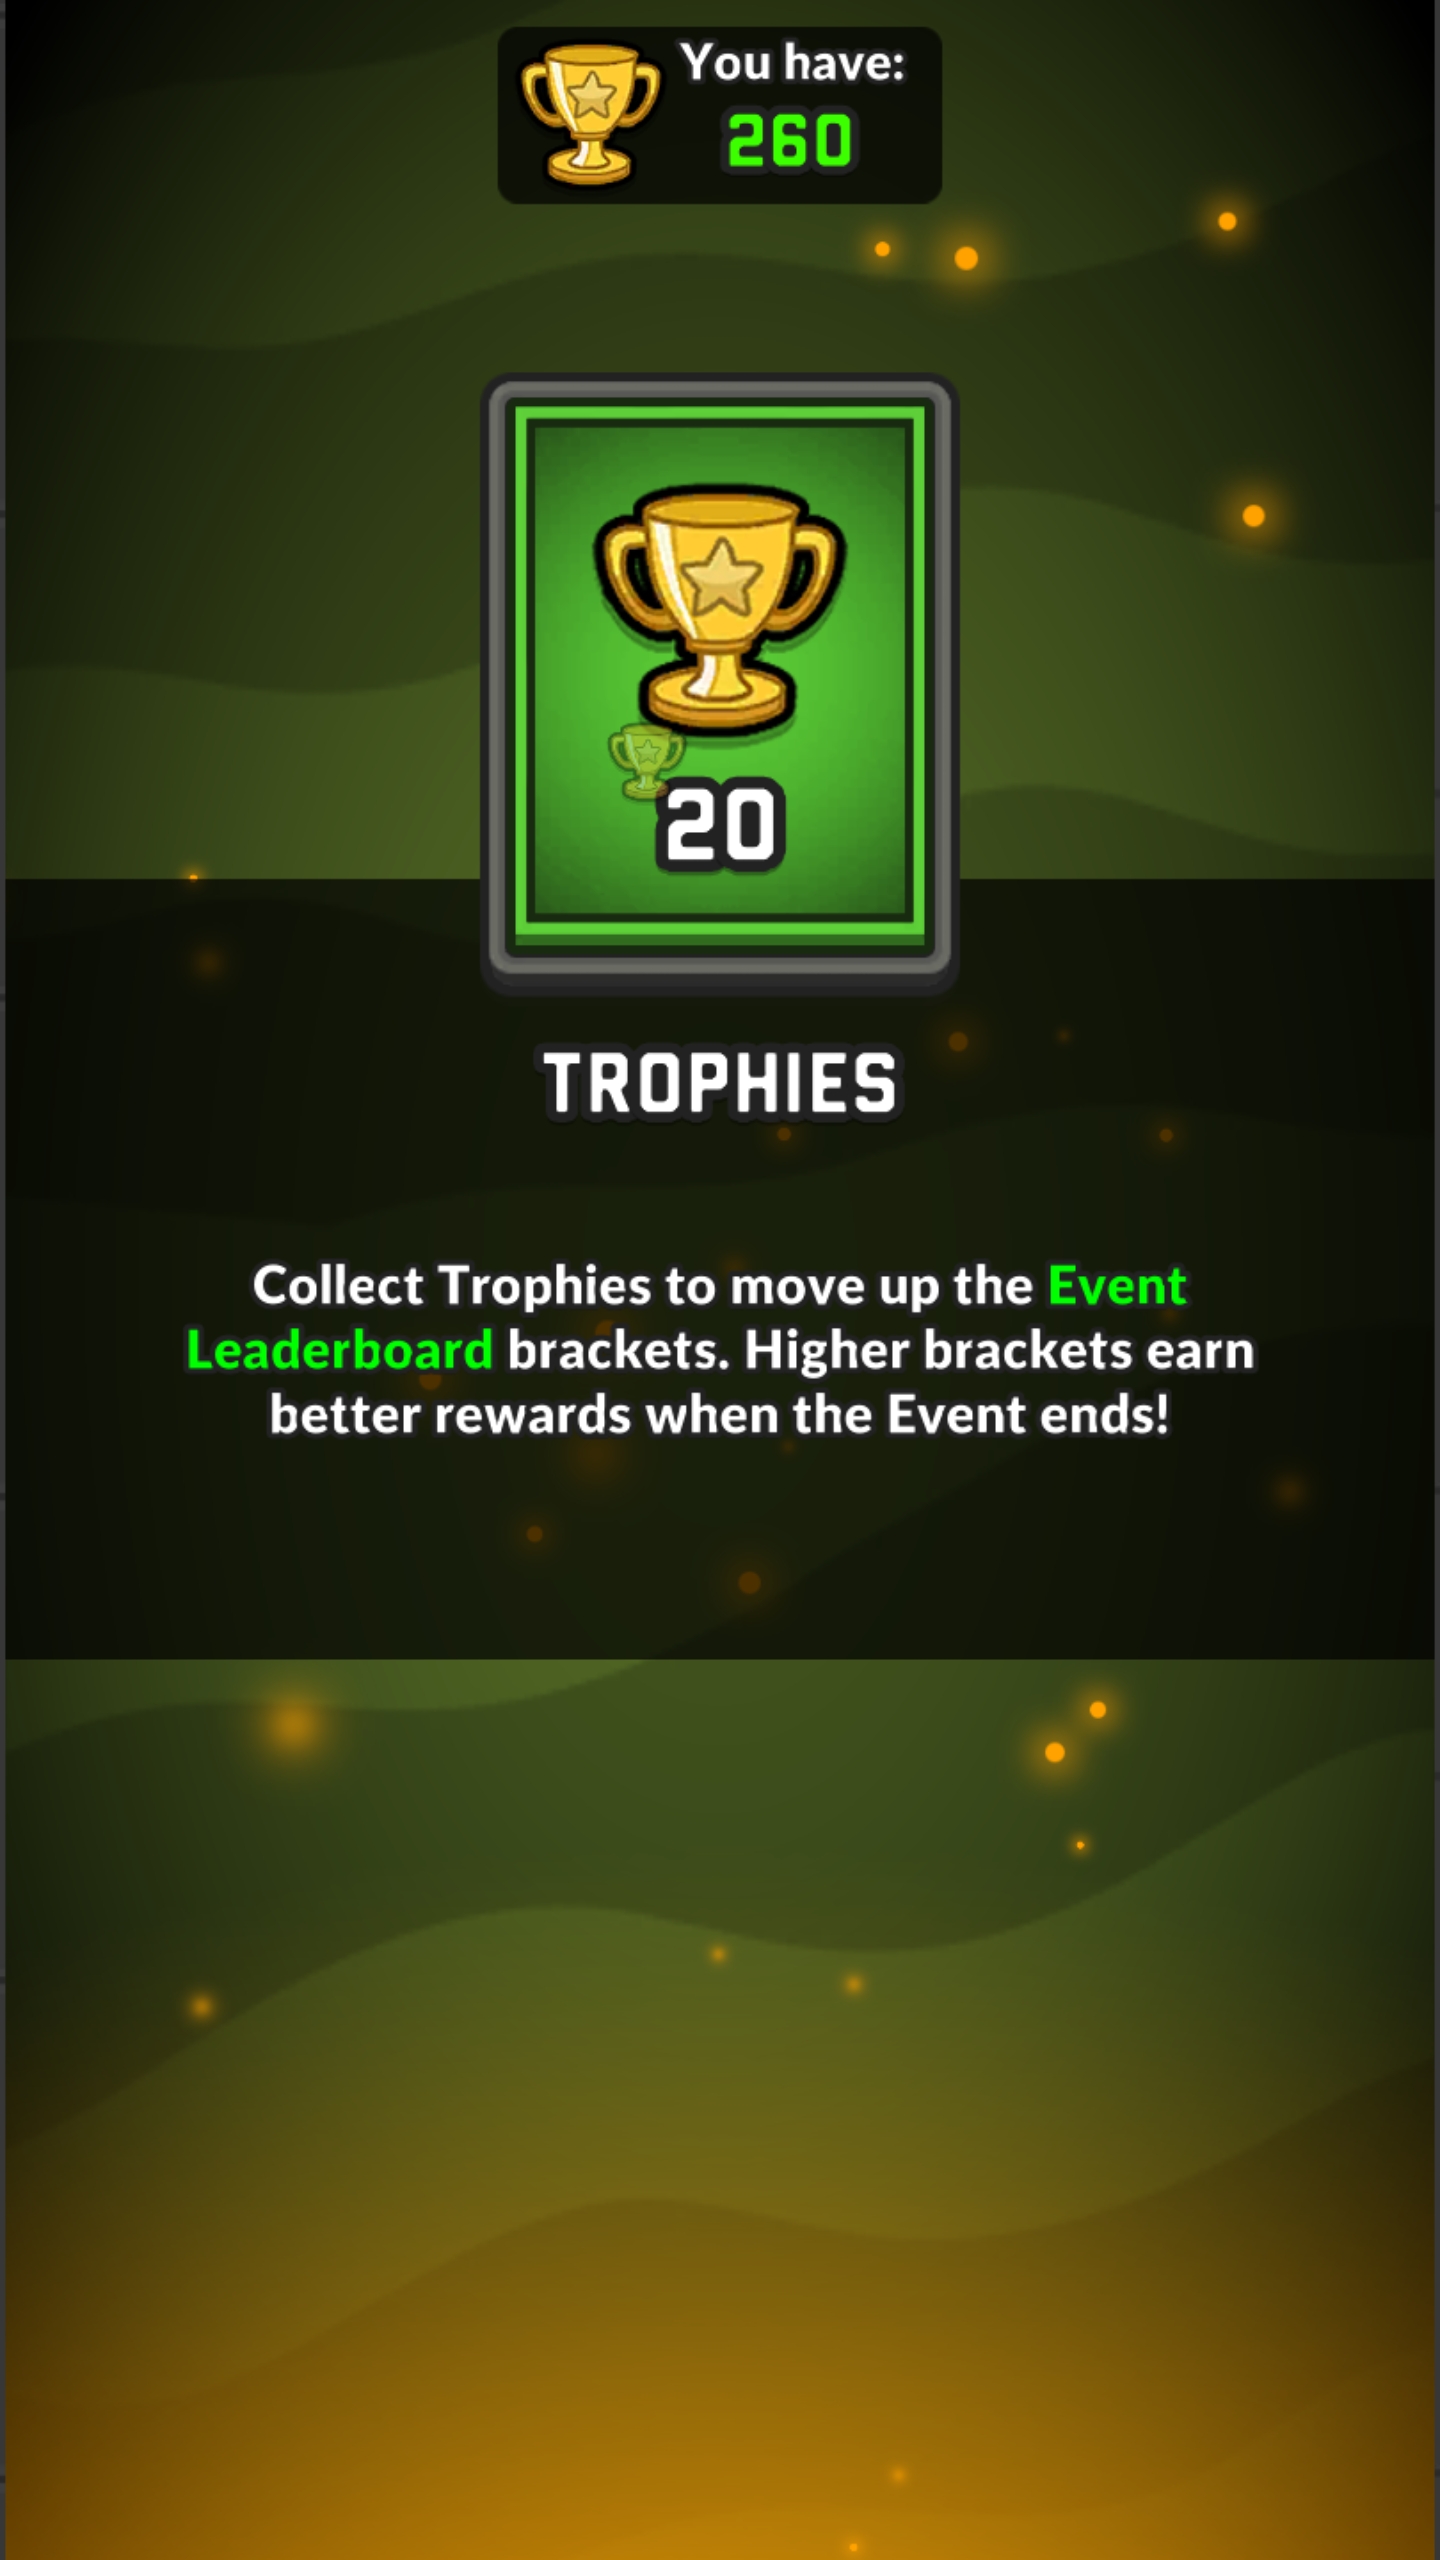 You have:
260
20
TROPHIES
Collect Trophies to move up the Event
Leaderboard brackets. Higher brackets earn
better rewards when the Event ends!